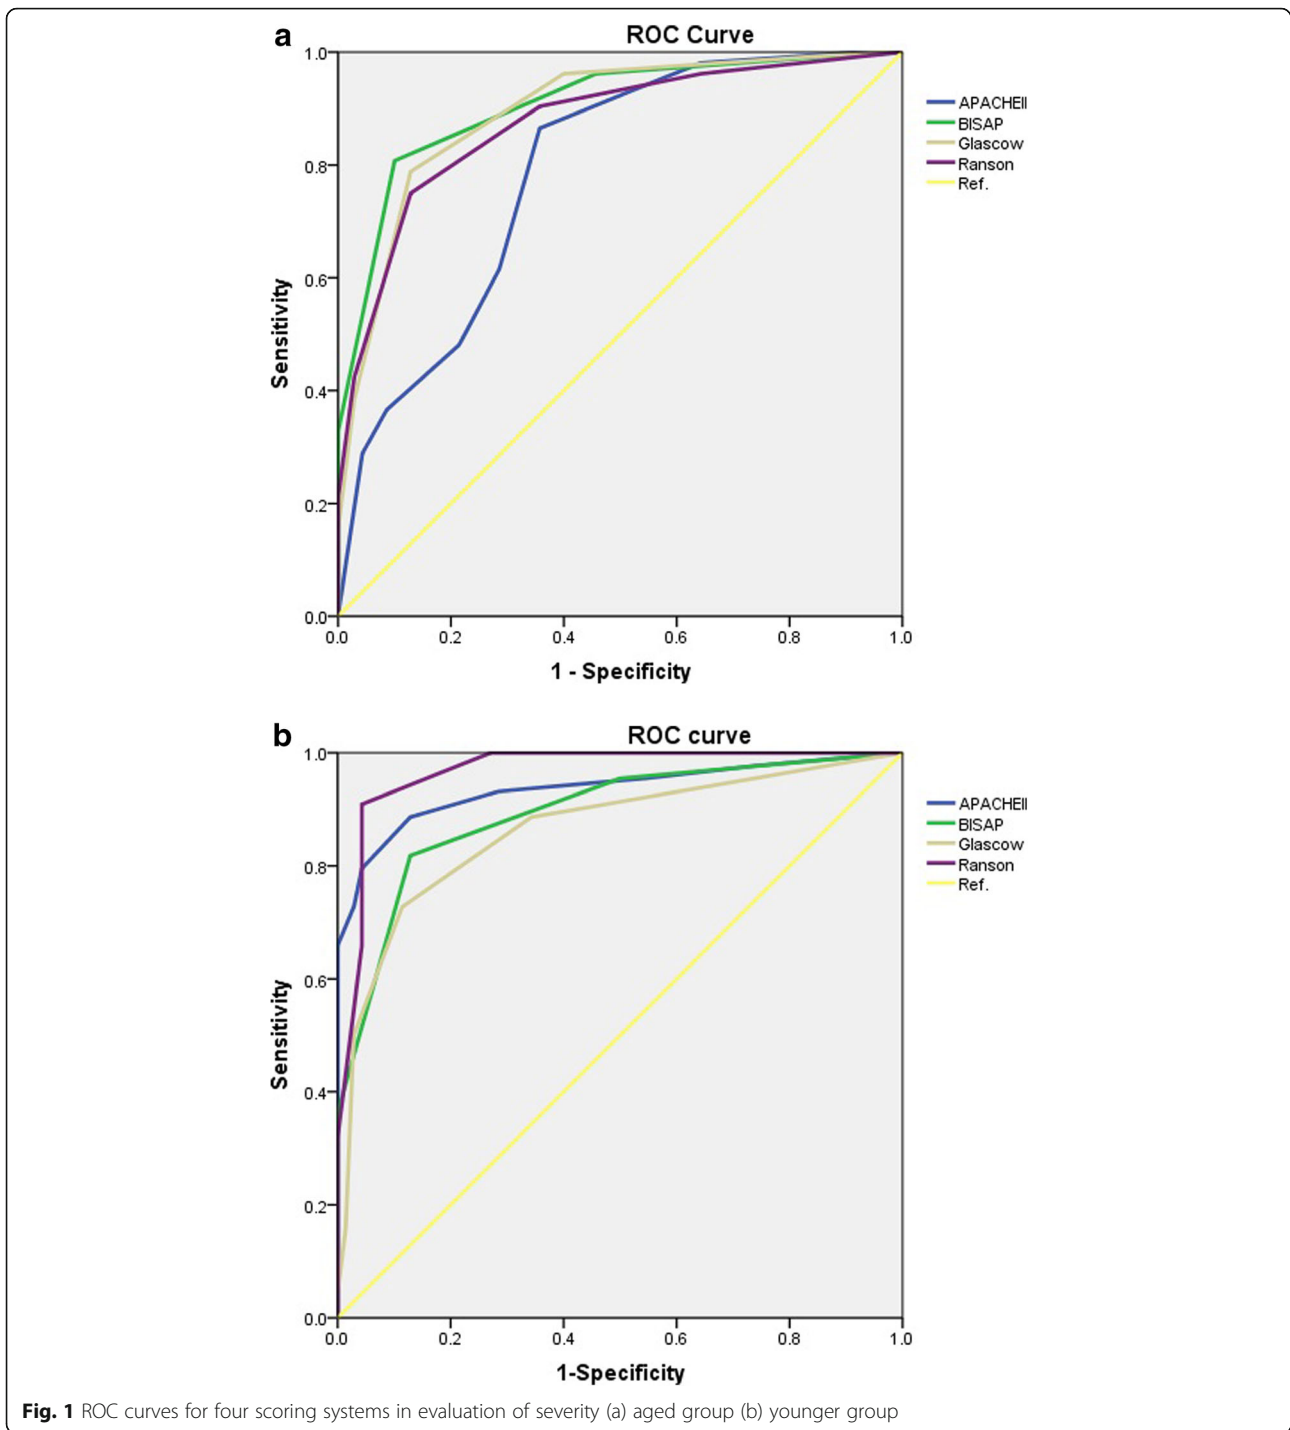 a
ROC Curve
1.0
0.8
0.6
0.4
0.2
0.0
Sensitivity
0.0 0.2 0.4 0.6 0.8 1.0
1 - Specificity
APACHEII
BISAP
Glascow
Ranson
Ref.
b
ROC curve
1.0
0.8
0.6
0.4
0.2
0.0
Sensitivity
0.0 0.2 0.4 0.6 0.8 1.0
1-Specificity
APACHEII
BISAP
Glascow
Ranson
Ref.
Fig. 1 ROC curves for four scoring systems in evaluation of severity (a) aged group (b) younger group